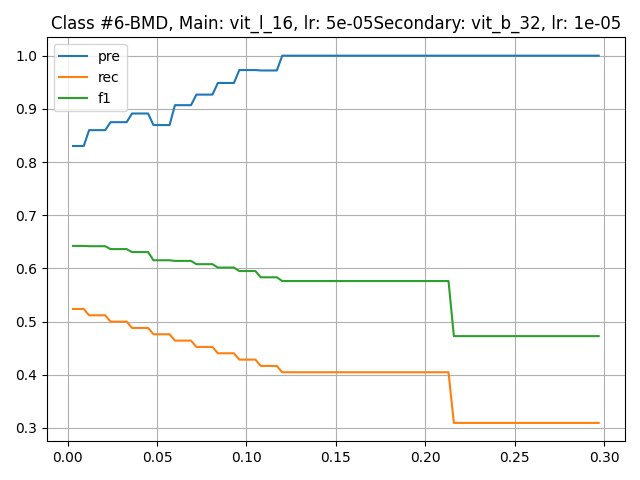 Class #6-BMD, Main: vit_l_16, lr: 5e-05Secondary: vit_b_32, lr: 1e-05
pre
rec
f1
1.0
0.9
0.8
0.7
0.6
0.5
0.4
0.3
0.00 0.05 0.10 0.15 0.20 0.25 0.30